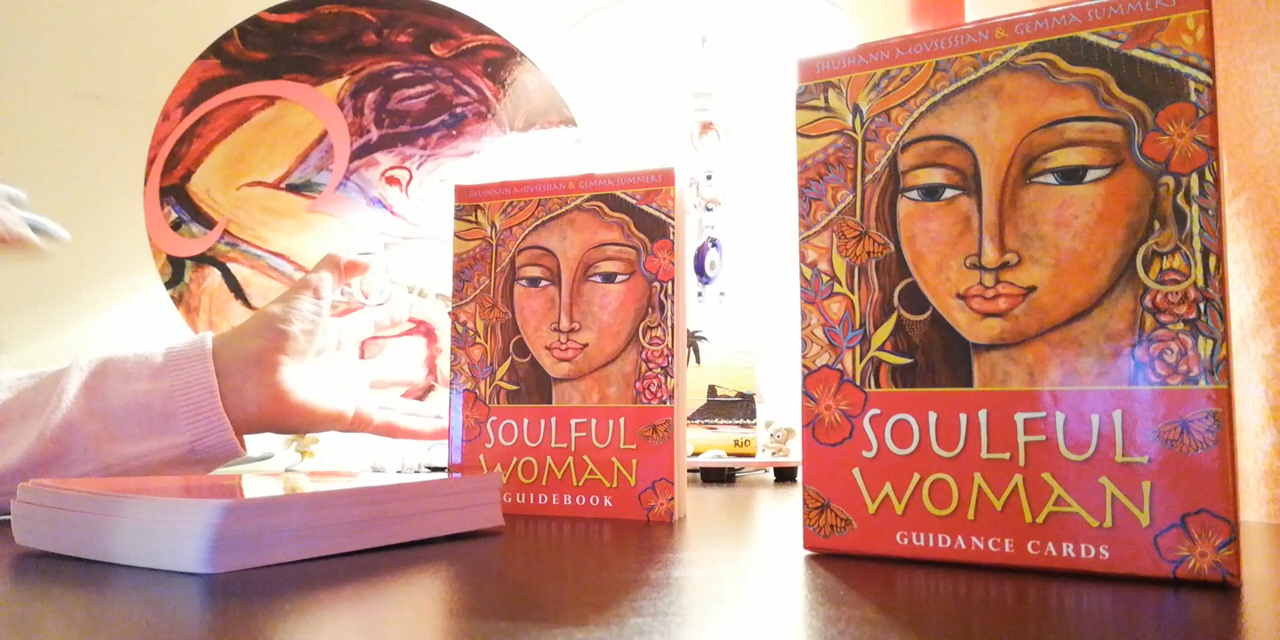 SHUSHANN MOVSESSIAN & GEMMA SUMMERS
SOULFUL
WOMAN
GUIDEBOOK
RIO
SHUSHANN MOVSESSIAN & GEMMA SUMMERS
SOULFUL
WOMAN
GUIDANCE CARDS